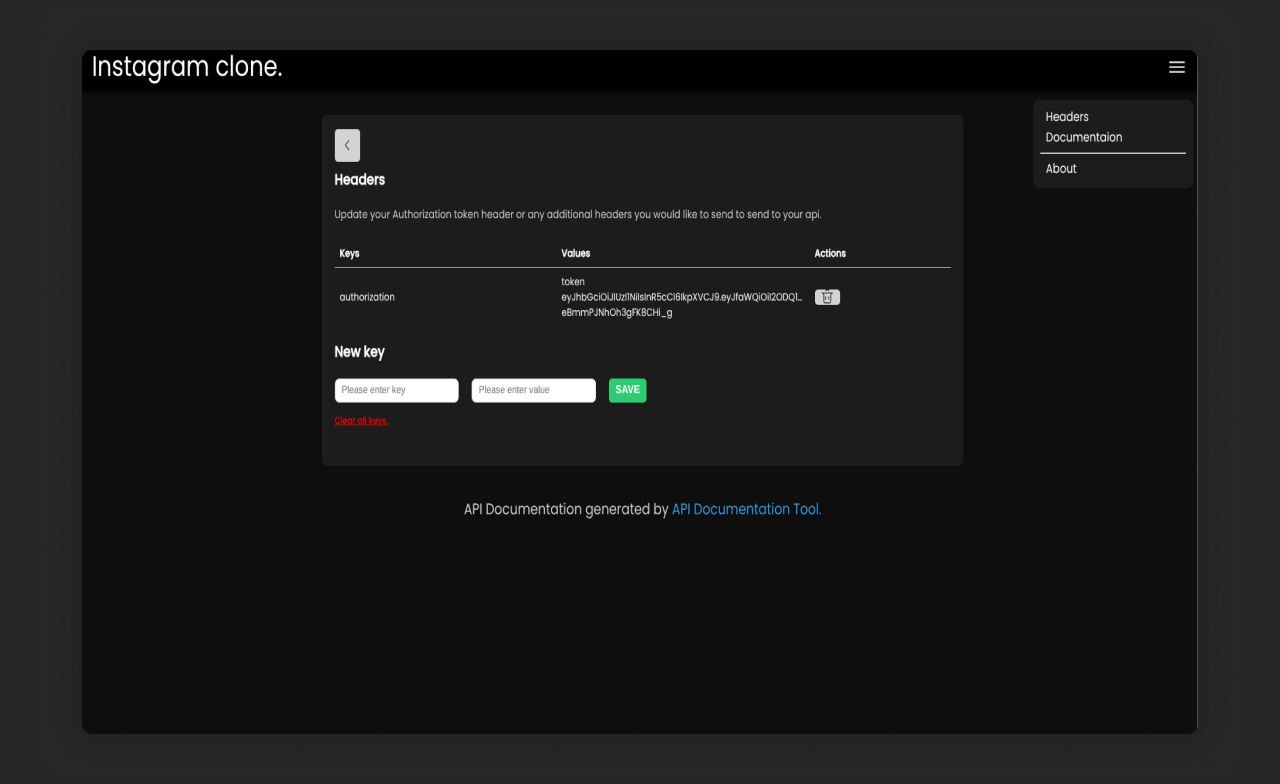 Instagram clone.
Headers
Documentaion
About
Headers
Update your Authorization token header or any additional headers you would like to send to send to your api.
Keys Values Actions
authorization
token
eyJhbGciOiJIUzI1NiIsInR5cCI6IkpXVCJ9.eyJfaWQiOiI2ODQ1...
eBmmPJNhOh3gFK8CHi_g
New key
Please enter key Please enter value SAVE
Clear all keys.
API Documentation generated by API Documentation Tool.